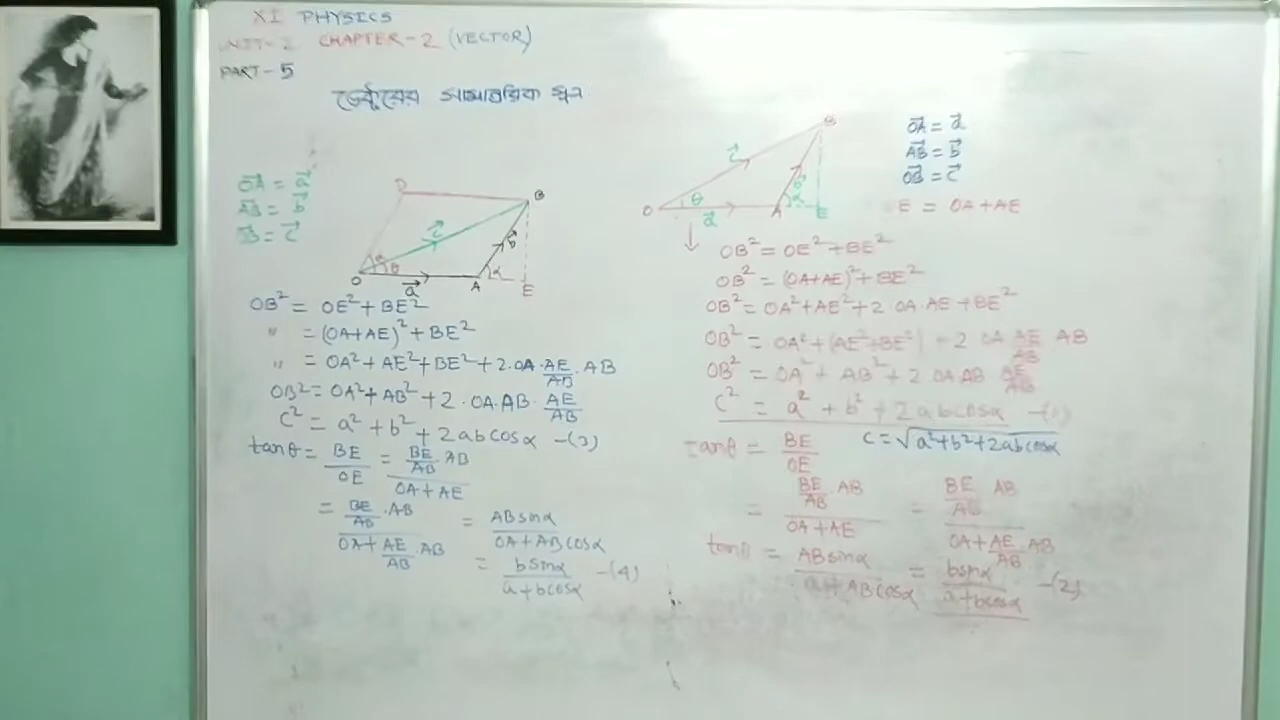 XI PHYSICS
UNIT-2 CHAPTER-2 (VECTOR)
PART-5
ভেক্টরের সামান্তরিক সূত্র
OA = a
AB = b
OB = c
D
B
c
b
α
θ
α
O
a
A
E
OB² = OE² + BE²
" = (OA+AE)² + BE²
" = OA² + AE² + BE² + 2·OA·AE/AB·AB
OB² = OA² + AB² + 2·OA·AB·AE/AB
C² = a² + b² + 2abcosα -(3)
tanθ = BE/OE = (BE/AB·AB)/(OA+AE)
= (BE/AB·AB)/(OA+AE/AB·AB) = ABsinα/(OA+ABcosα)
= bsinα/(a+bcosα) -(4)
B
c
b
θ
α
O
a
A
E
OA = a
AB = b
OB = c
E = OA+AE
OB² = OE² + BE²
OB² = (OA+AE)² + BE²
OB² = OA² + AE² + 2 OA·AE + BE²
OB² = OA² + (AE² + BE²) + 2 OA AE/AB AB
OB² = OA² + AB² + 2 OA AB AE/AB
C² = a² + b² + 2abcosα -(1)
C = √a²+b²+2abcosα
tanθ = BE/OE
= (BE/AB·AB)/(OA+AE) = (BE/AB AB)/(OA+AE/AB·AB)
tanθ = ABsinα/(a+ABcosα) = bsinα/(a+bcosα) -(2)